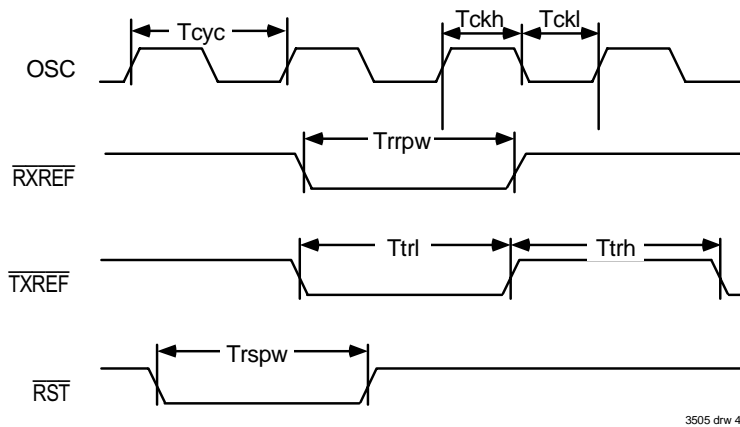 Tcyc Tckh Tckl
OSC
Trrpw
RXREF
Ttrl Ttrh
TXREF
Trspw
RST
3505 drw 4